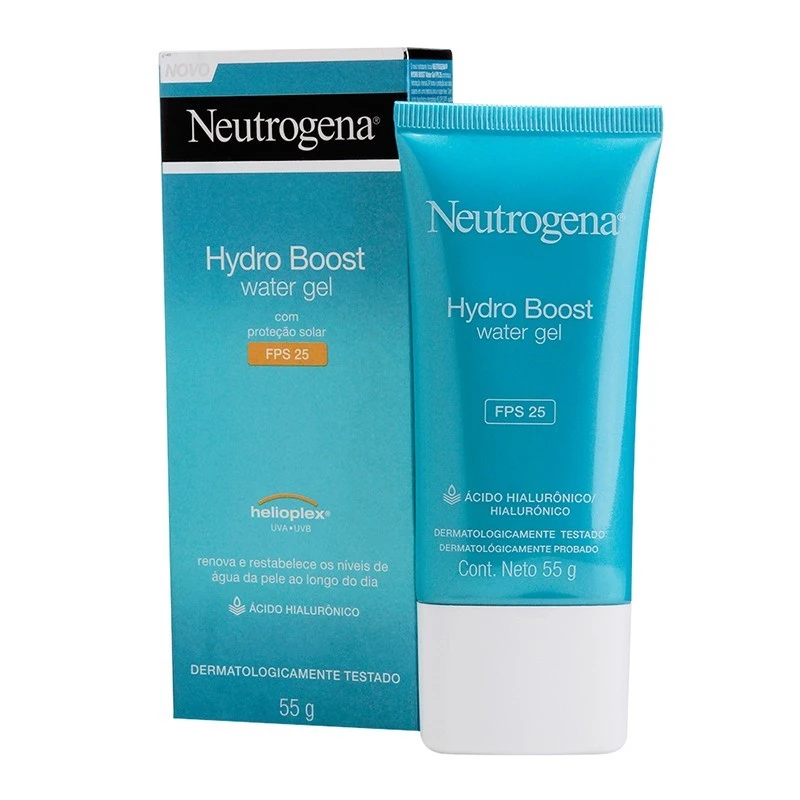 NOVO
Neutrogena®
Hydro Boost
water gel
com
proteção solar
FPS 25
helioplex®
UVA•UVB
renova e restabelece os níveis de
água da pele ao longo do dia
ÁCIDO HIALURÔNICO
DERMATOLOGICAMENTE TESTADO
55 g
Neutrogena®
Hydro Boost
water gel
FPS 25
ÁCIDO HIALURÔNICO/
HIALURÓNICO
DERMATOLOGICAMENTE TESTADO
DERMATOLÓGICAMENTE PROBADO
Cont. Neto 55 g